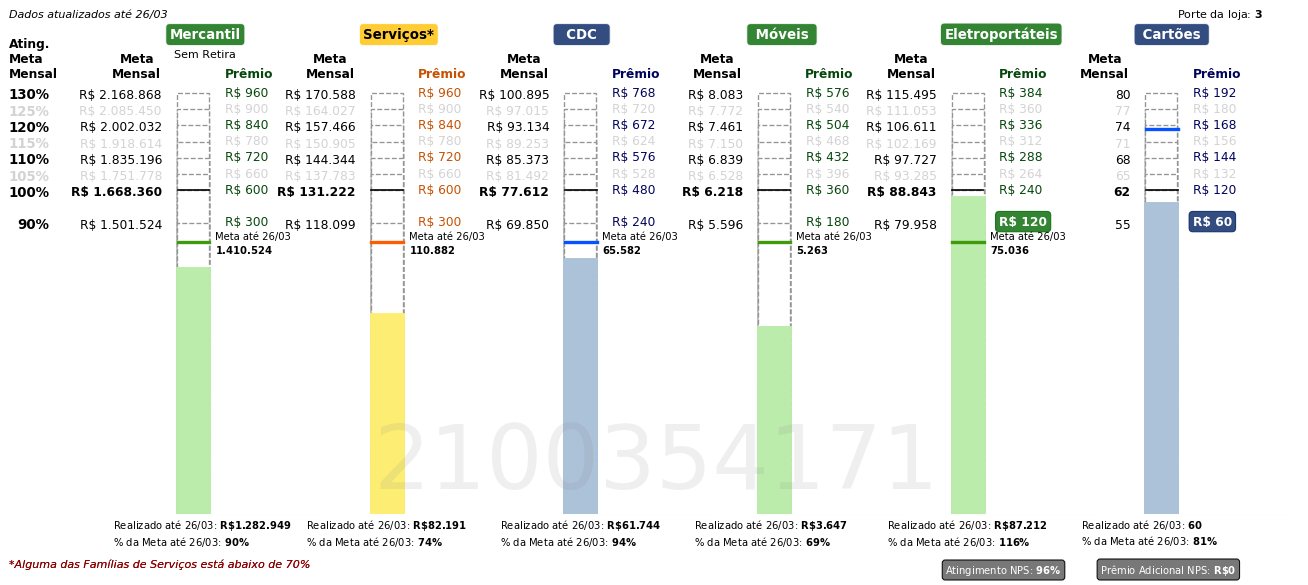 Dados atualizados até 26/03
Porte da loja: 3
Mercantil Serviços* CDC Móveis Eletroportáteis Cartões
Sem Retira
Ating. Meta Mensal
Meta Mensal Prêmio Meta Mensal Prêmio Meta Mensal Prêmio Meta Mensal Prêmio Meta Mensal Prêmio Meta Mensal Prêmio
130% R$ 2.168.868 R$ 960 R$ 170.588 R$ 960 R$ 100.895 R$ 768 R$ 8.083 R$ 576 R$ 115.495 R$ 384 80 R$ 192
125% R$ 2.085.450 R$ 900 R$ 164.027 R$ 900 R$ 97.015 R$ 720 R$ 7.772 R$ 540 R$ 111.053 R$ 360 77 R$ 180
120% R$ 2.002.032 R$ 840 R$ 157.466 R$ 840 R$ 93.134 R$ 672 R$ 7.461 R$ 504 R$ 106.611 R$ 336 74 R$ 168
115% R$ 1.918.614 R$ 780 R$ 150.905 R$ 780 R$ 89.253 R$ 624 R$ 7.150 R$ 468 R$ 102.169 R$ 312 71 R$ 156
110% R$ 1.835.196 R$ 720 R$ 144.344 R$ 720 R$ 85.373 R$ 576 R$ 6.839 R$ 432 R$ 97.727 R$ 288 68 R$ 144
105% R$ 1.751.778 R$ 660 R$ 137.783 R$ 660 R$ 81.492 R$ 528 R$ 6.528 R$ 396 R$ 93.285 R$ 264 65 R$ 132
100% R$ 1.668.360 R$ 600 R$ 131.222 R$ 600 R$ 77.612 R$ 480 R$ 6.218 R$ 360 R$ 88.843 R$ 240 62 R$ 120
90% R$ 1.501.524 R$ 300 R$ 118.099 R$ 300 R$ 69.850 R$ 240 R$ 5.596 R$ 180 R$ 79.958 R$ 120 55 R$ 60
Meta até 26/03 Meta até 26/03 Meta até 26/03 Meta até 26/03 Meta até 26/03
1.410.524 110.882 65.582 5.263 75.036
2100354171
Realizado até 26/03: R$1.282.949 Realizado até 26/03: R$82.191 Realizado até 26/03: R$61.744 Realizado até 26/03: R$3.647 Realizado até 26/03: R$87.212 Realizado até 26/03: 60
% da Meta até 26/03: 90% % da Meta até 26/03: 74% % da Meta até 26/03: 94% % da Meta até 26/03: 69% % da Meta até 26/03: 116% % da Meta até 26/03: 81%
*Alguma das Famílias de Serviços está abaixo de 70%
Atingimento NPS: 96% Prêmio Adicional NPS: R$0